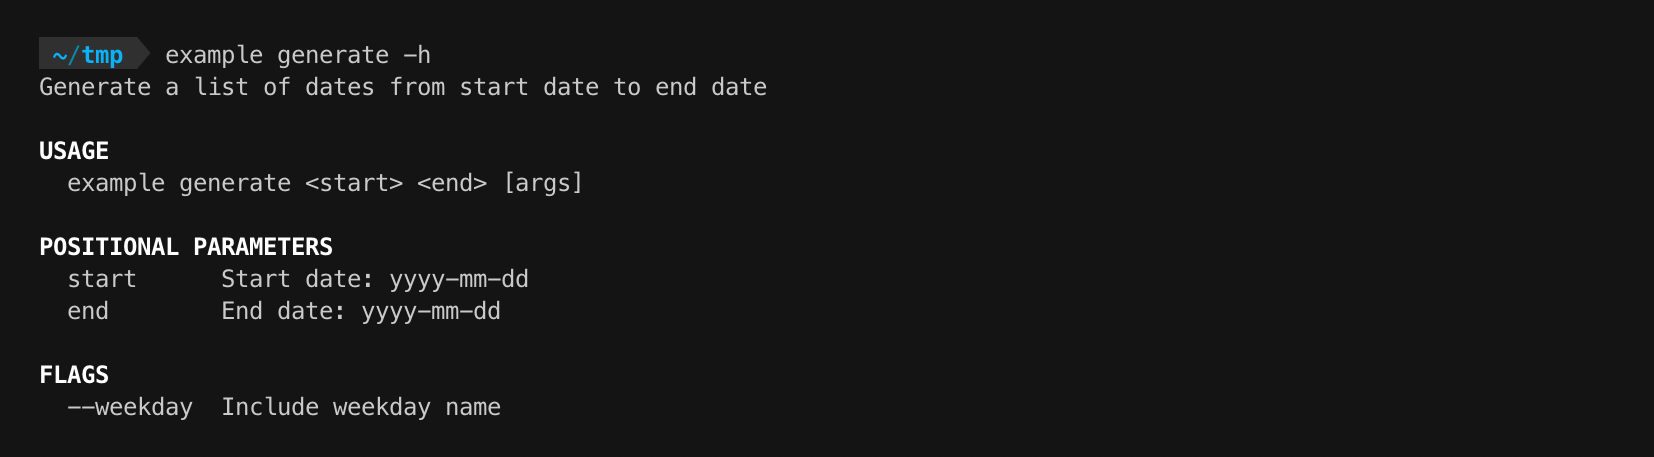 ~/tmp example generate -h
Generate a list of dates from start date to end date
USAGE
example generate <start> <end> [args]
POSITIONAL PARAMETERS
start Start date: yyyy-mm-dd
end End date: yyyy-mm-dd
FLAGS
--weekday Include weekday name